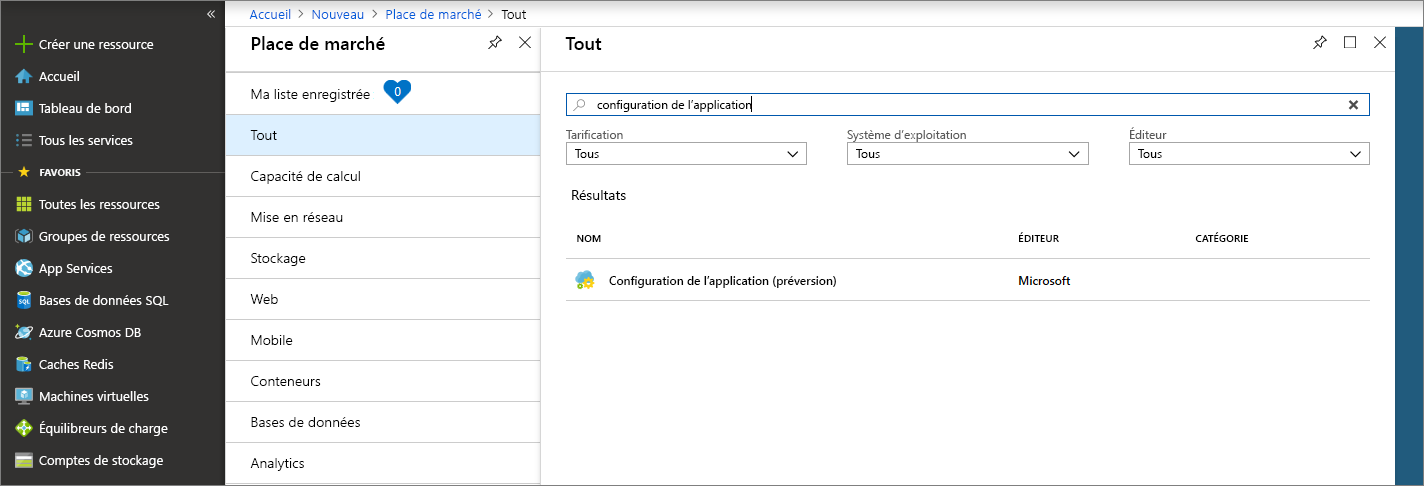 «
Accueil > Nouveau > Place de marché > Tout
Créer une ressource
Accueil
Tableau de bord
Tous les services
FAVORIS
Toutes les ressources
Groupes de ressources
App Services
Bases de données SQL
Azure Cosmos DB
Caches Redis
Machines virtuelles
Équilibreurs de charge
Comptes de stockage
Place de marché
Ma liste enregistrée 0
Tout
Capacité de calcul
Mise en réseau
Stockage
Web
Mobile
Conteneurs
Bases de données
Analytics
Tout
configuration de l’application
Tarification Système d’exploitation Éditeur
Tous Tous Tous
Résultats
NOM ÉDITEUR CATÉGORIE
Configuration de l’application (préversion) Microsoft